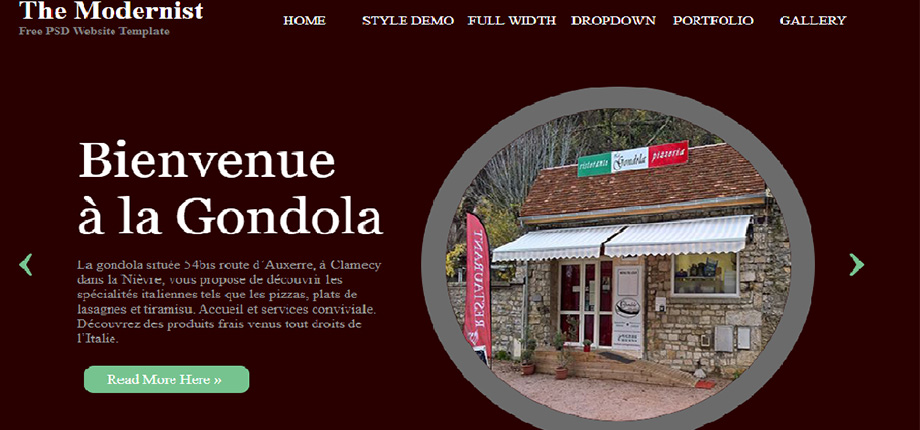 The Modernist
Free PSD Website Template
HOME STYLE DEMO FULL WIDTH DROPDOWN PORTFOLIO GALLERY
Bienvenue
à la Gondola
La gondola située 54bis route d'Auxerre, à Clamecy
dans la Nièvre, vous propose de découvrir les
spécialités italiennes tels que les pizzas, plats de
lasagnes et tiramisu. Accueil et services conviviale.
Découvrez des produits frais venus tout droits de
l'Italie.
Read More Here »
ristorante Gondola pizzeria
RESTAURANT